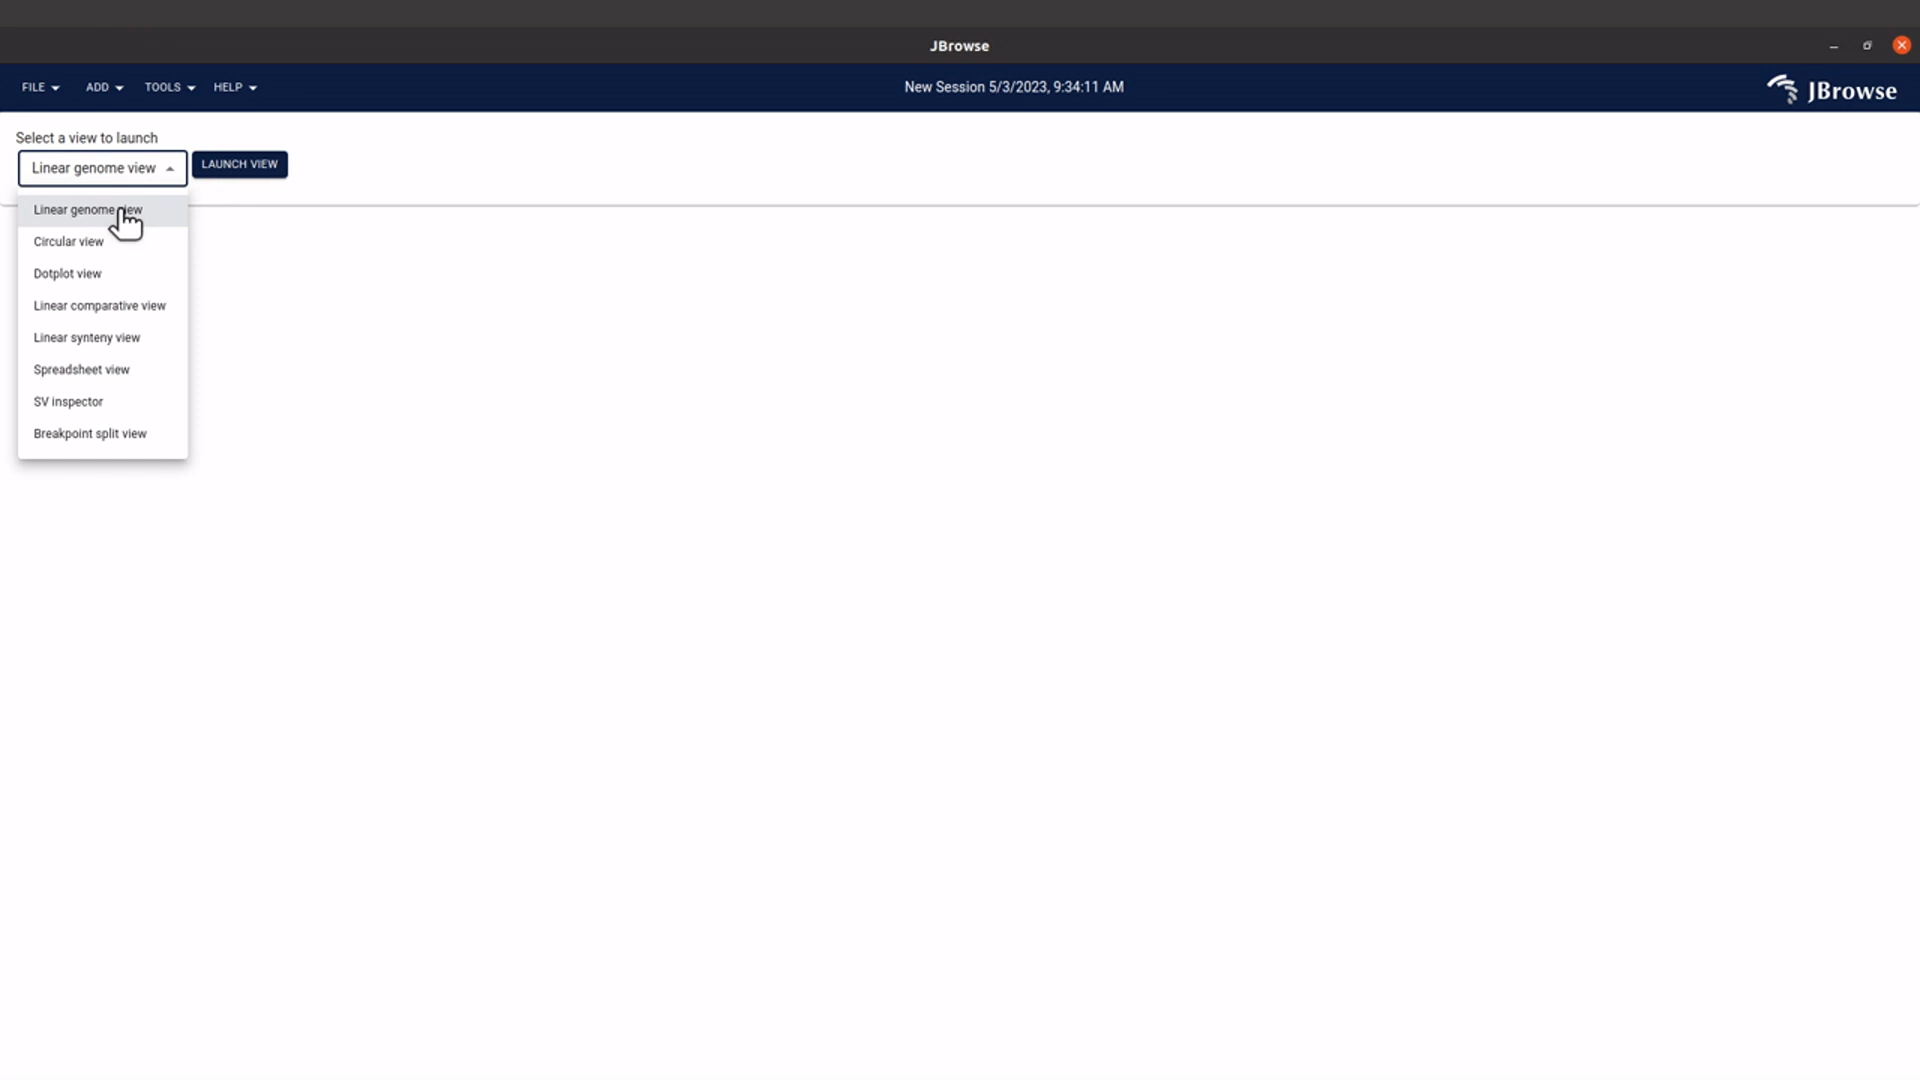 JBrowse
FILE ADD TOOLS HELP New Session 5/3/2023, 9:34:11 AM JBrowse
Select a view to launch
Linear genome view LAUNCH VIEW
Linear genome view
Circular view
Dotplot view
Linear comparative view
Linear synteny view
Spreadsheet view
SV inspector
Breakpoint split view